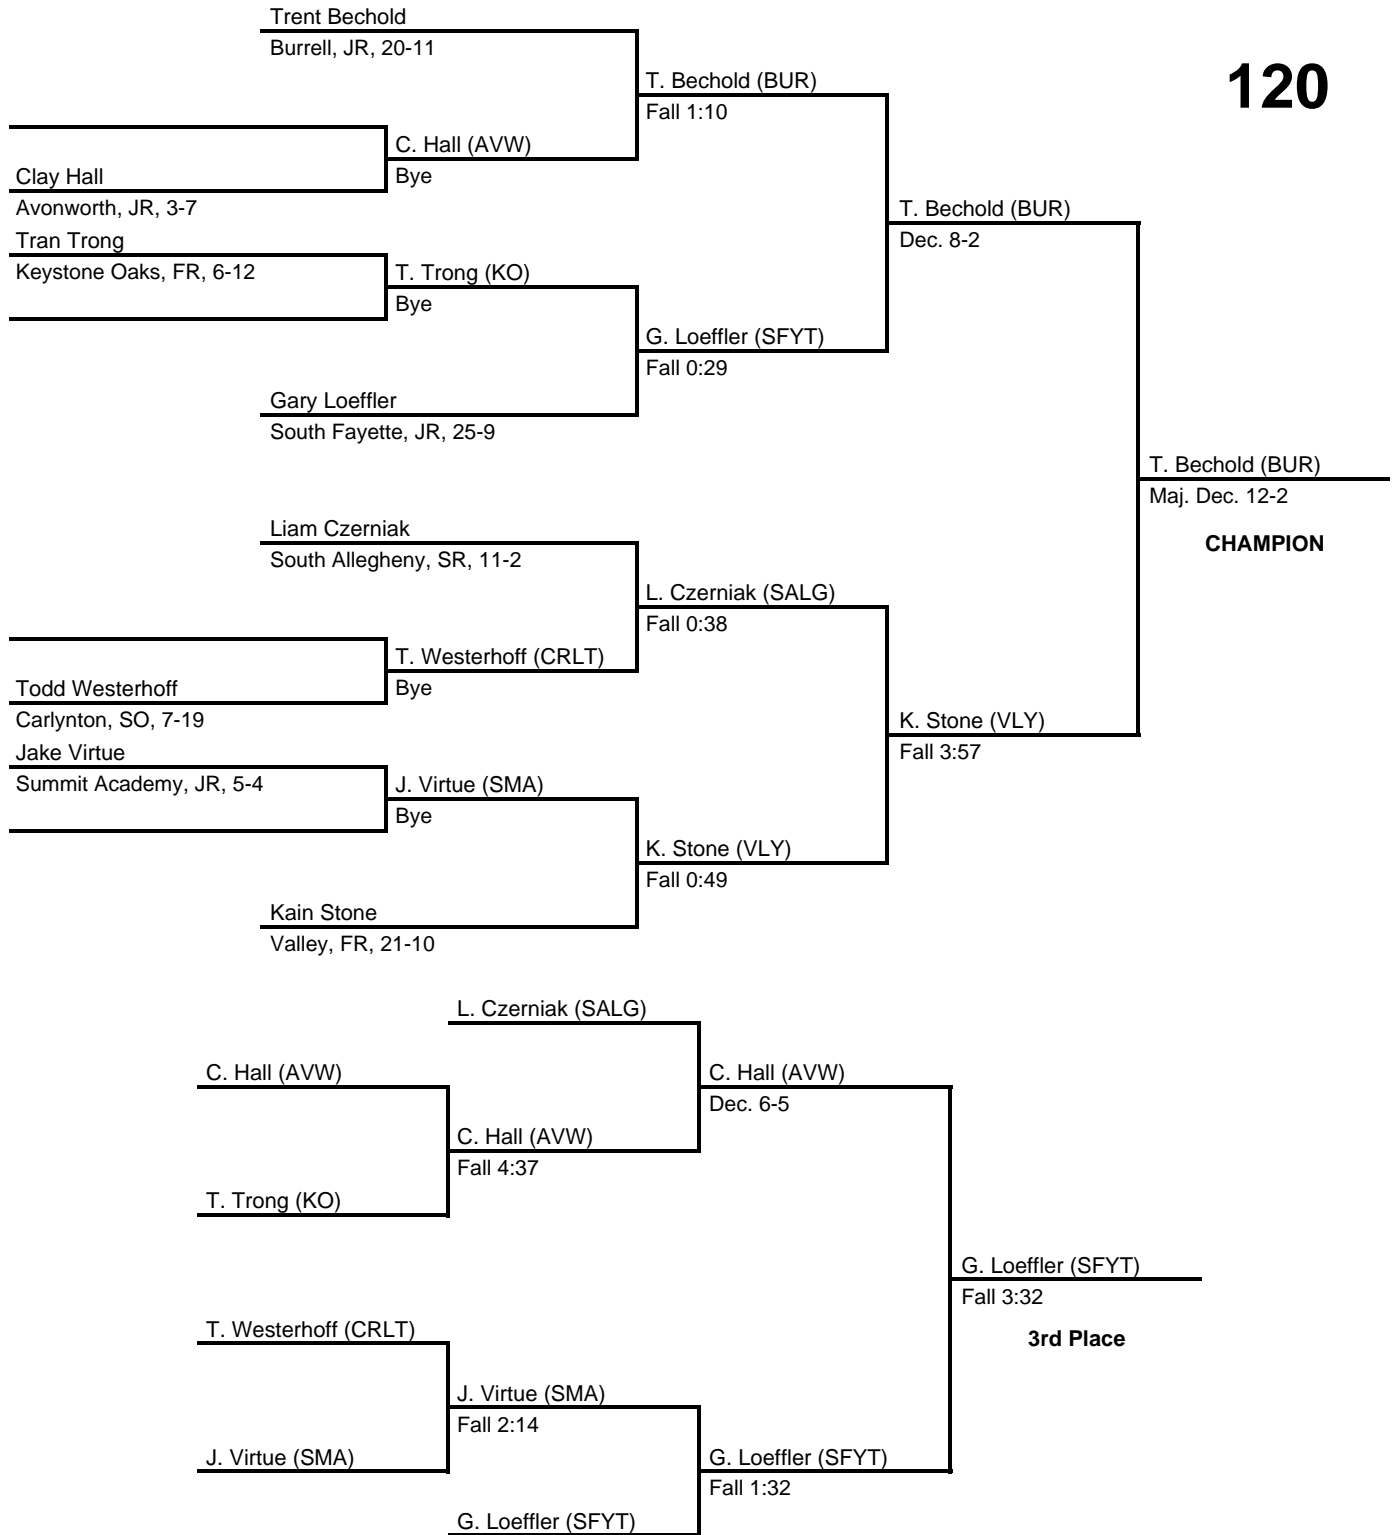 Trent Bechold
Burrell, JR, 20-11
120
T. Bechold (BUR)
Fall 1:10
C. Hall (AVW)
Bye
Clay Hall
Avonworth, JR, 3-7
T. Bechold (BUR)
Dec. 8-2
Tran Trong
Keystone Oaks, FR, 6-12
T. Trong (KO)
Bye
G. Loeffler (SFYT)
Fall 0:29
Gary Loeffler
South Fayette, JR, 25-9
T. Bechold (BUR)
Maj. Dec. 12-2
CHAMPION
Liam Czerniak
South Allegheny, SR, 11-2
L. Czerniak (SALG)
Fall 0:38
T. Westerhoff (CRLT)
Bye
Todd Westerhoff
Carlynton, SO, 7-19
K. Stone (VLY)
Fall 3:57
Jake Virtue
Summit Academy, JR, 5-4
J. Virtue (SMA)
Bye
K. Stone (VLY)
Fall 0:49
Kain Stone
Valley, FR, 21-10
L. Czerniak (SALG)
C. Hall (AVW)
C. Hall (AVW)
Dec. 6-5
C. Hall (AVW)
Fall 4:37
T. Trong (KO)
G. Loeffler (SFYT)
Fall 3:32
3rd Place
T. Westerhoff (CRLT)
J. Virtue (SMA)
Fall 2:14
J. Virtue (SMA)
G. Loeffler (SFYT)
Fall 1:32
G. Loeffler (SFYT)